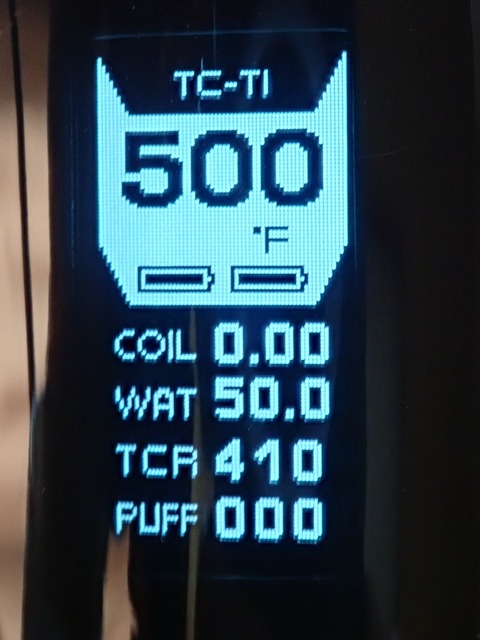 TC-TI
500
°F
COIL 0.00
WAT 50.0
TCR 410
PUFF 000